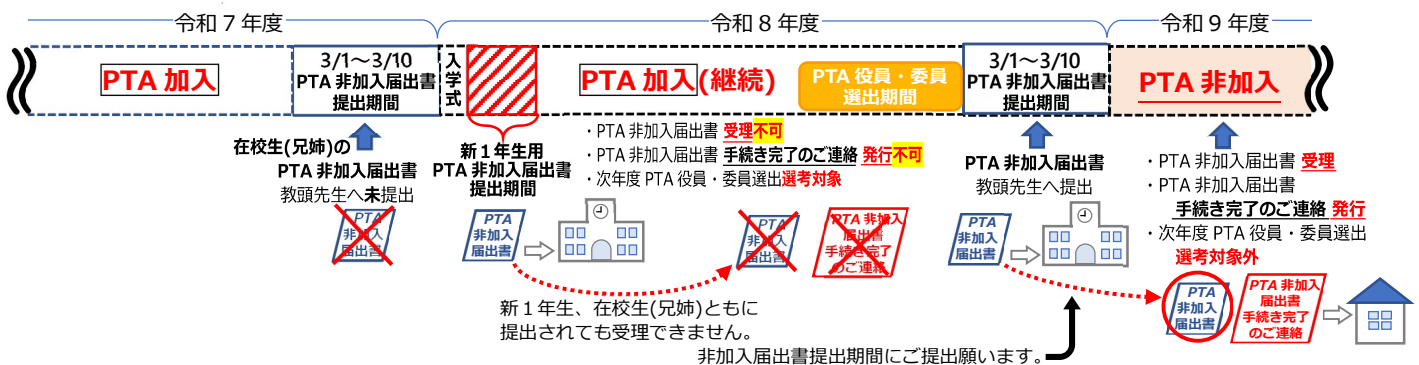 令和７年度
令和８年度
令和９年度
PTA 加入
3/1～3/10
PTA 非加入届出書
提出期間
入学式
PTA 加入(継続)
PTA 役員・委員
選出期間
3/1～3/10
PTA 非加入届出書
提出期間
PTA 非加入
在校生(兄姉)の
PTA 非加入届出書
教頭先生へ未提出
PTA
非加入
届出書
新１年生用
PTA 非加入届出書
提出期間
PTA
非加入
届出書
・PTA 非加入届出書 受理不可
・PTA 非加入届出書 手続き完了のご連絡 発行不可
・次年度 PTA 役員・委員選出選考対象
PTA
非加入
届出書
PTA 非加入
届出書
手続き完了
のご連絡
新１年生、在校生(兄姉)ともに
提出されても受理できません。
PTA 非加入届出書
教頭先生へ提出
PTA
非加入
届出書
非加入届出書提出期間にご提出願います。
・PTA 非加入届出書 受理
・PTA 非加入届出書
手続き完了のご連絡 発行
・次年度 PTA 役員・委員選出
選考対象外
PTA
非加入
届出書
PTA 非加入
届出書
手続き完了
のご連絡